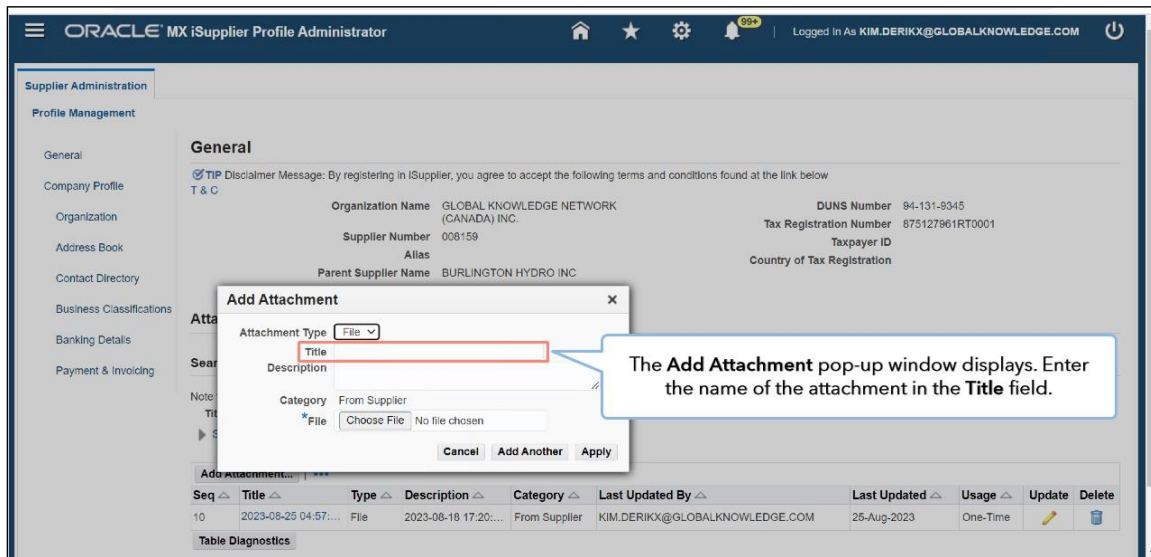 ORACLE MX iSupplier Profile Administrator
99+
Logged In As KIM.DERIKX@GLOBALKNOWLEDGE.COM
Supplier Administration
Profile Management
General
Company Profile
Organization
Address Book
Contact Directory
Business Classifications
Banking Details
Payment & Invoicing
General
TIP Disclaimer Message: By registering in iSupplier, you agree to accept the following terms and conditions found at the link below
T & C
Organization Name GLOBAL KNOWLEDGE NETWORK
(CANADA) INC.
Supplier Number 008159
Alias
Parent Supplier Name BURLINGTON HYDRO INC
DUNS Number 94-131-9345
Tax Registration Number 875127961RT0001
Taxpayer ID
Country of Tax Registration
Atta
Sear
Note
Tit
S
Add Attachment
Attachment Type File
Title
Description
Category From Supplier
*File Choose File No file chosen
Cancel Add Another Apply
The Add Attachment pop-up window displays. Enter
the name of the attachment in the Title field.
Add Attachment...
Seq Title Type Description Category Last Updated By Last Updated Usage Update Delete
10 2023-08-25 04:57:... File 2023-08-18 17:20:... From Supplier KIM.DERIKX@GLOBALKNOWLEDGE.COM 25-Aug-2023 One-Time
Table Diagnostics